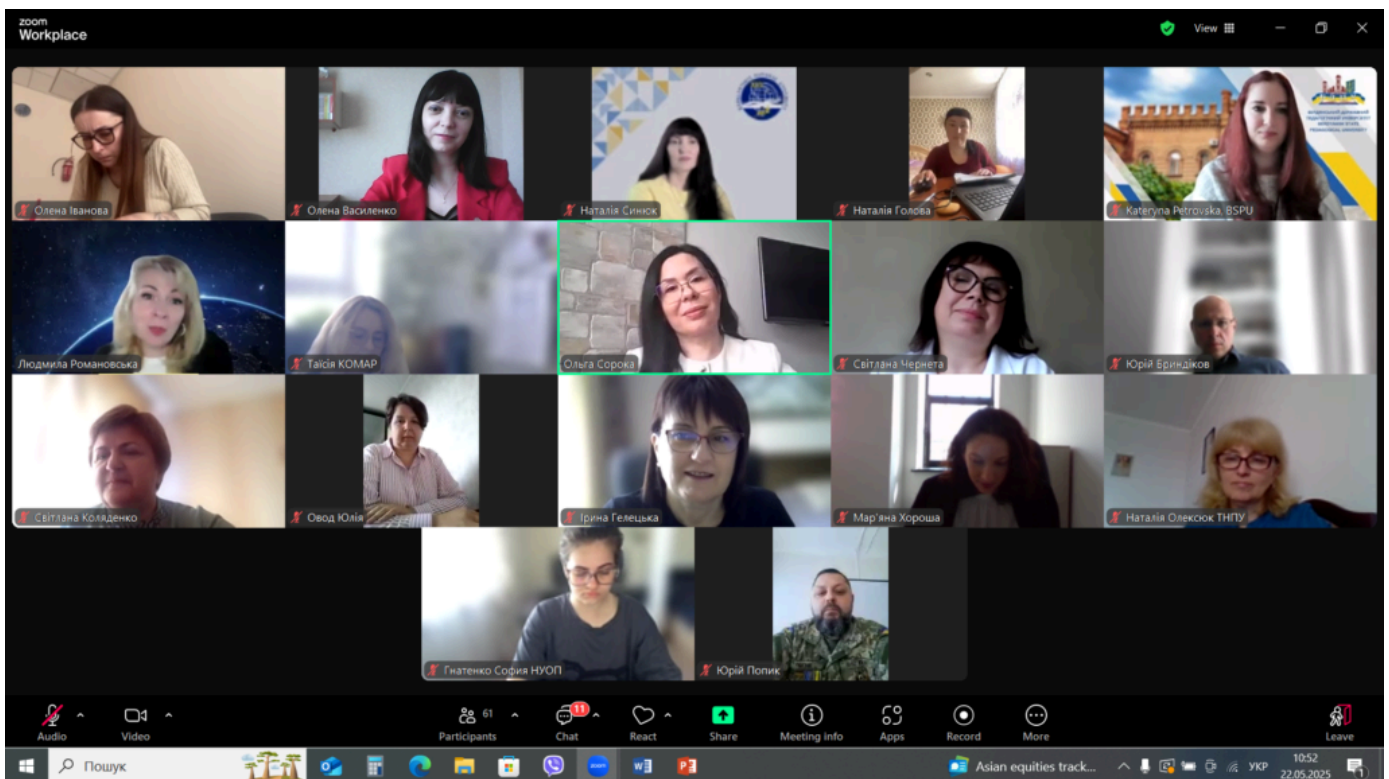 zoom
Workplace
View
Олена Іванова
Олена Василенко
Наталія Синюк
Наталія Голова
Kateryna Petrovska, BSPU
Людмила Романовська
Таїсія КОМАР
Ольга Сорока
Світлана Чернета
Юрій Бриндіков
Світлана Коляденко
Овод Юлія
Ірина Гелецька
Мар'яна Хороша
Наталія Олексюк ТНПУ
Гнатенко София НУОП
Юрій Попик
61
11
Audio
Video
Participants
Chat
React
Share
Meeting info
Apps
Record
More
Leave
Пошук
Asian equities track...
УКР
10:52
22.05.2025
1